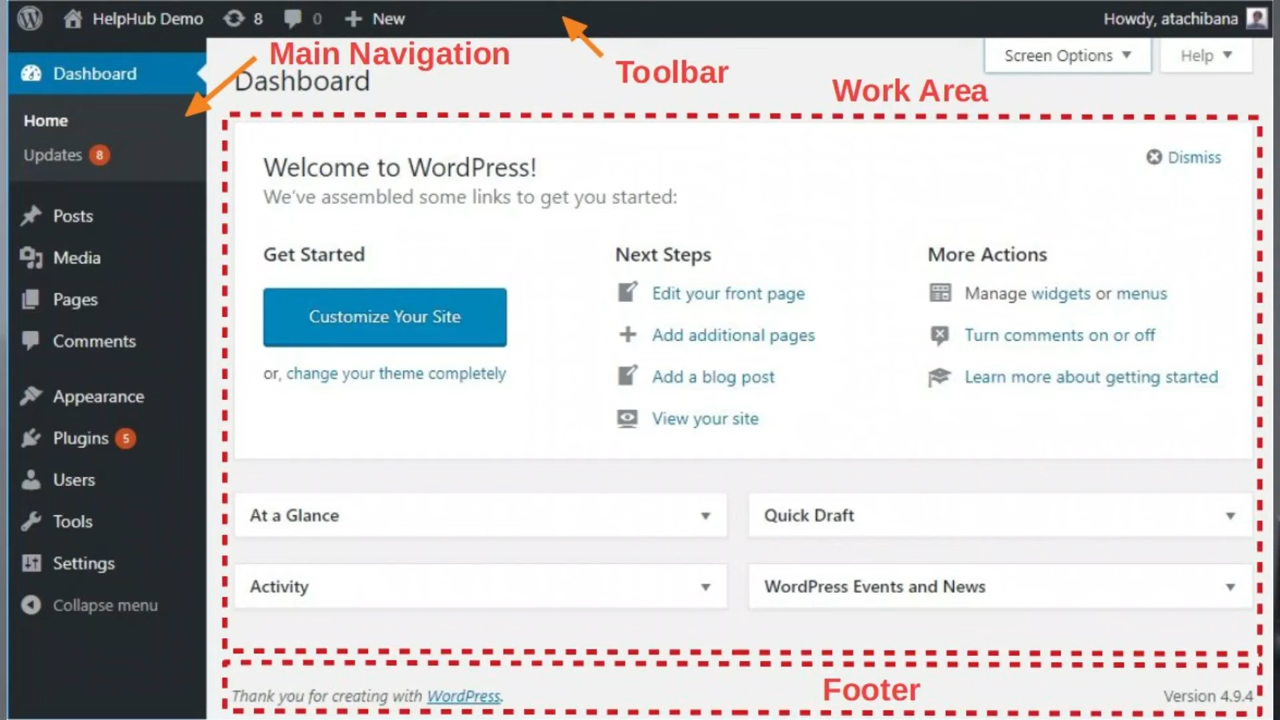 HelpHub Demo 8 0 New Howdy, atachibana
Main Navigation
Toolbar
Screen Options Help
Dashboard
Dashboard
Work Area
Home
Updates 8
Posts
Media
Pages
Comments
Appearance
Plugins 5
Users
Tools
Settings
Collapse menu
Welcome to WordPress!
Dismiss
We've assembled some links to get you started:
Get Started
Customize Your Site
or, change your theme completely
Next Steps
Edit your front page
Add additional pages
Add a blog post
View your site
More Actions
Manage widgets or menus
Turn comments on or off
Learn more about getting started
At a Glance
Quick Draft
Activity
WordPress Events and News
Footer
Thank you for creating with WordPress.
Version 4.9.4